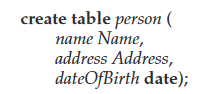 create table person (
name Name,
address Address,
dateOfBirth date);